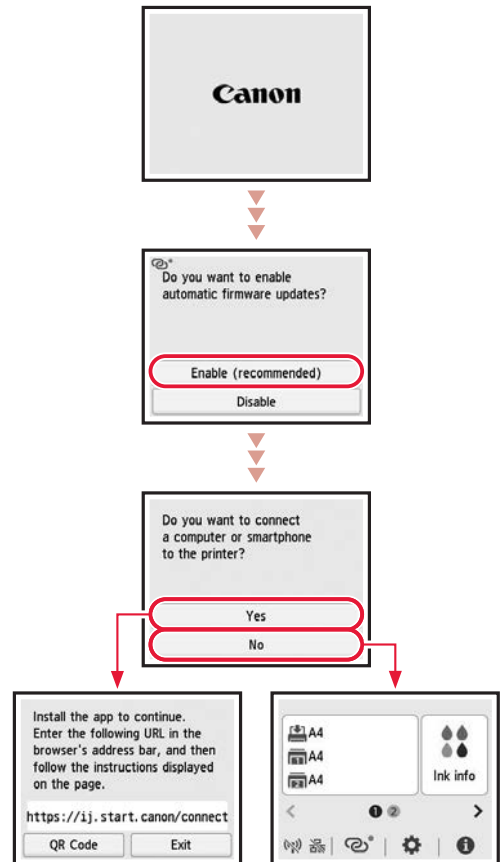 Canon
Do you want to enable
automatic firmware updates?
Enable (recommended)
Disable
Do you want to connect
a computer or smartphone
to the printer?
Yes
No
Install the app to continue.
Enter the following URL in the
browser's address bar, and then
follow the instructions displayed
on the page.
https://ij.start.canon/connect
QR Code
Exit
A4
A4
A4
Ink info
< 1 2 >